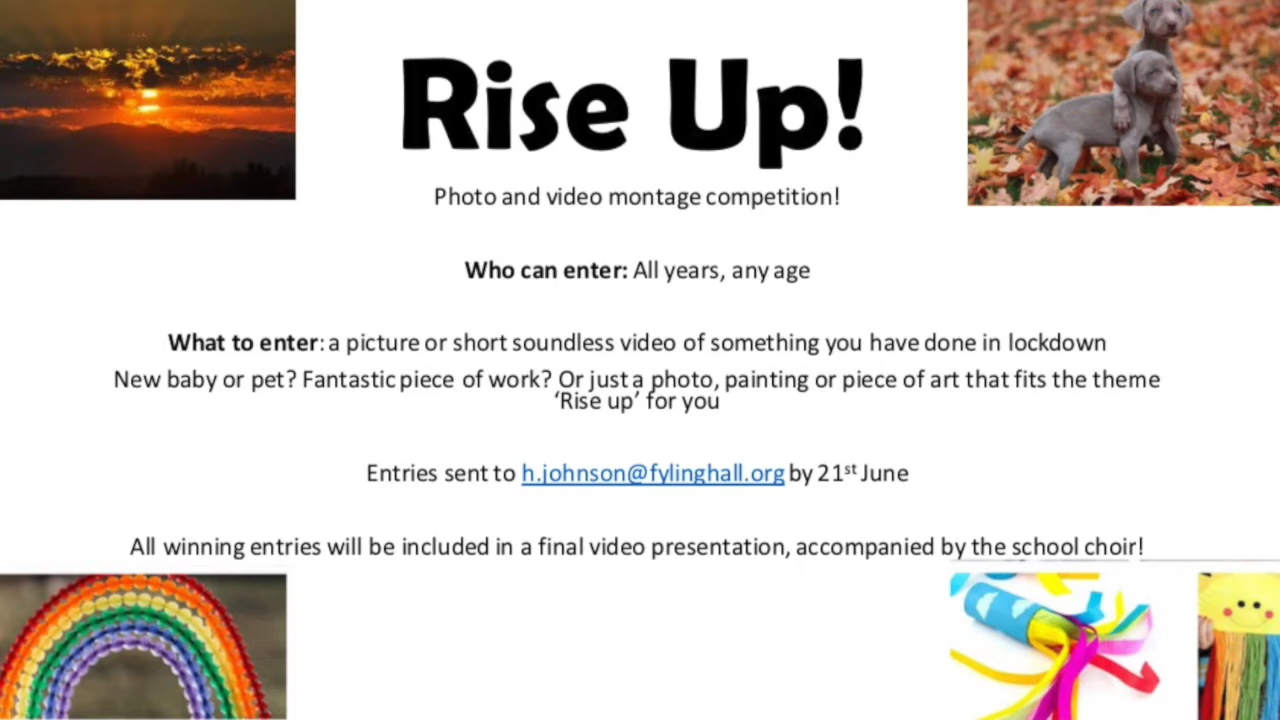 Rise Up!
Photo and video montage competition!
Who can enter: All years, any age
What to enter: a picture or short soundless video of something you have done in lockdown
New baby or pet? Fantastic piece of work? Or just a photo, painting or piece of art that fits the theme
‘Rise up’ for you
Entries sent to h.johnson@fylinghall.org by 21st June
All winning entries will be included in a final video presentation, accompanied by the school choir!